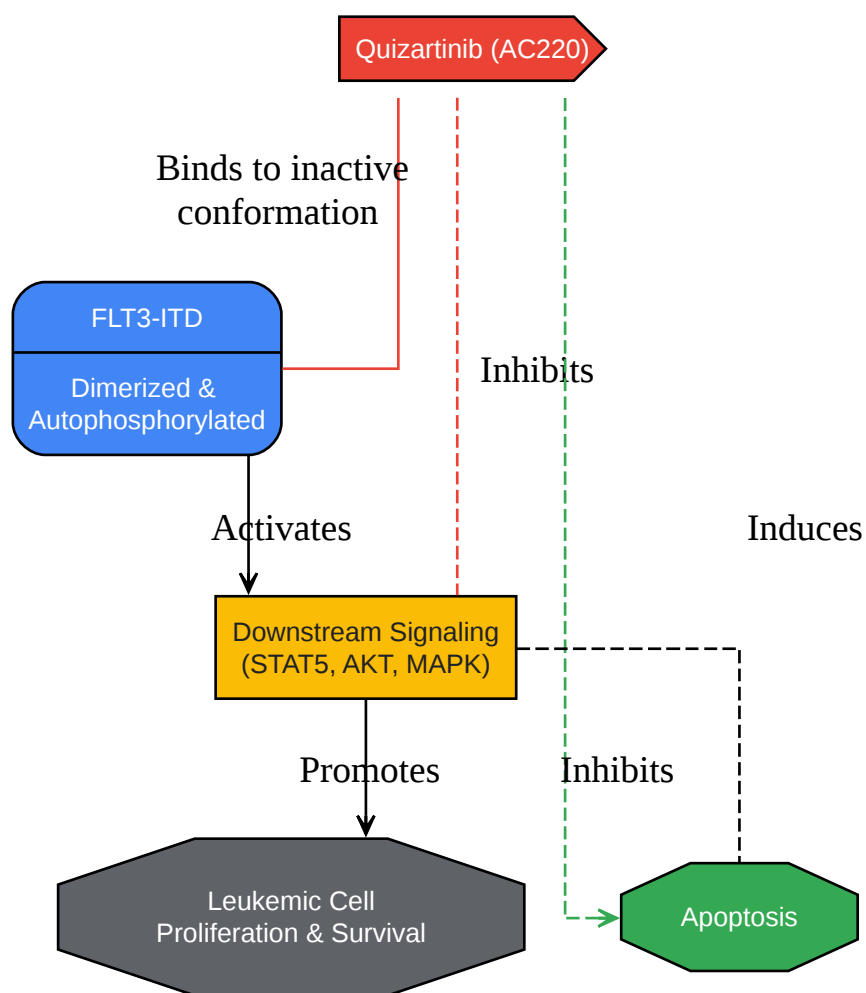 Quizartinib (AC220)
Binds to inactive
conformation
FLT3-ITD
Dimerized &
Autophosphorylated
Inhibits
Activates
Induces
Downstream Signaling
(STAT5, AKT, MAPK)
Promotes
Inhibits
Leukemic Cell
Proliferation & Survival
Apoptosis